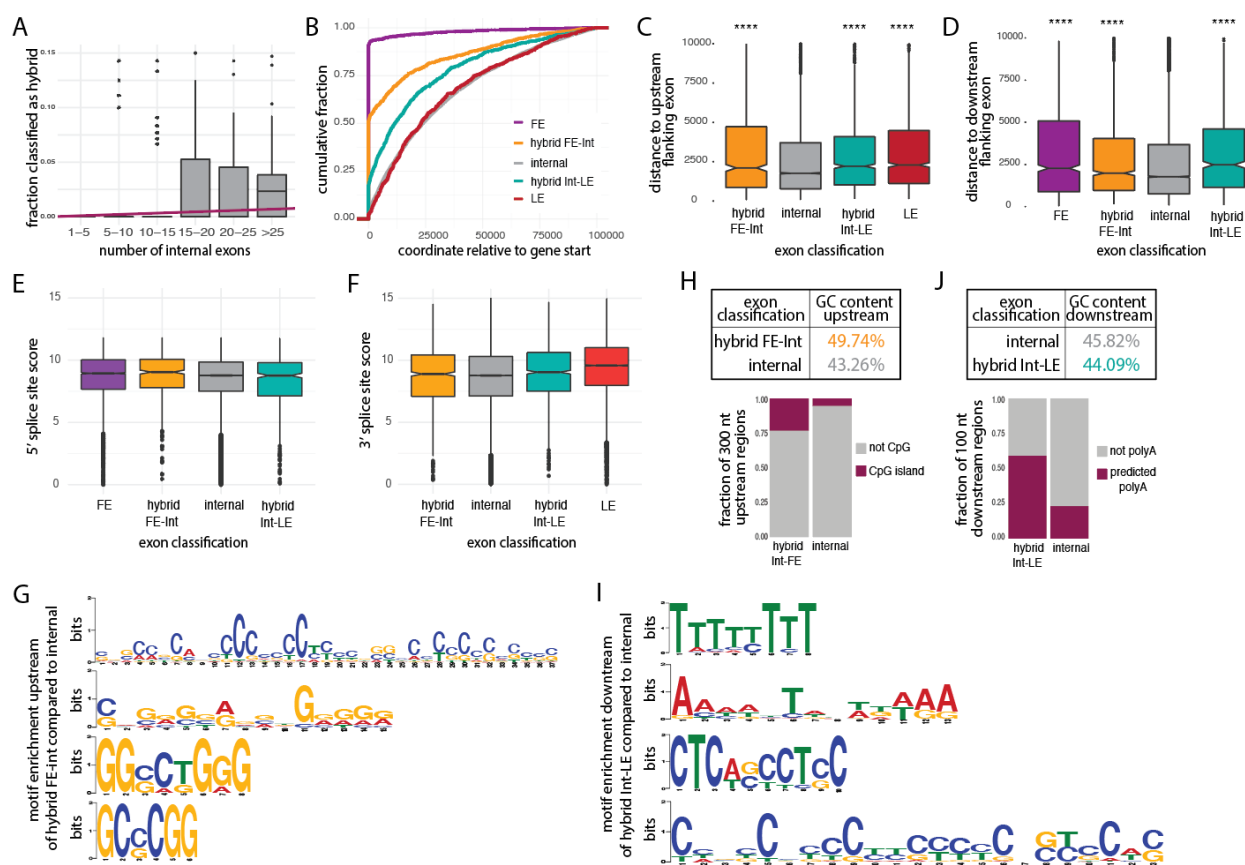 A
fraction classified as hybrid
0.15
0.10
0.05
0.00
1−5 5−10 10−15 15−20 20−25 >25
number of internal exons
B
cumulative fraction
1.00
0.75
0.50
0.25
0.00
FE
hybrid FE-Int
internal
hybrid Int-LE
LE
0 25000 50000 75000 100000
coordinate relative to gene start
C
distance to upstream
flanking exon
**** **** ****
10000
7500
5000
2500
0
hybrid
FE-Int
internal
hybrid
Int-LE
LE
exon classification
D
distance to downstream
flanking exon
**** **** ****
10000
7500
5000
2500
0
FE
hybrid
FE-Int
internal
hybrid
Int-LE
exon classification
E
5' splice site score
15
10
5
0
FE
hybrid
FE-Int
internal
hybrid
Int-LE
exon classification
F
3' splice site score
15
10
5
0
hybrid
FE-Int
internal
hybrid
Int-LE
LE
exon classification
H
exon
classification
GC content
upstream
hybrid FE-Int 49.74%
internal 43.26%
fraction of 300 nt
upstream regions
1.00
0.75
0.50
0.25
0.00
not CpG
CpG island
hybrid
Int-FE
internal
J
exon
classification
GC content
downstream
internal 45.82%
hybrid Int-LE 44.09%
fraction of 100 nt
downstream regions
1.00
0.75
0.50
0.25
0.00
not polyA
predicted
polyA
hybrid
Int-LE
internal
G
motif enrichment upstream
of hybrid FE-int compared to internal
bits
bits
bits
bits
I
motif enrichment downstream
of hybrid Int-LE compared to internal
bits
bits
bits
bits